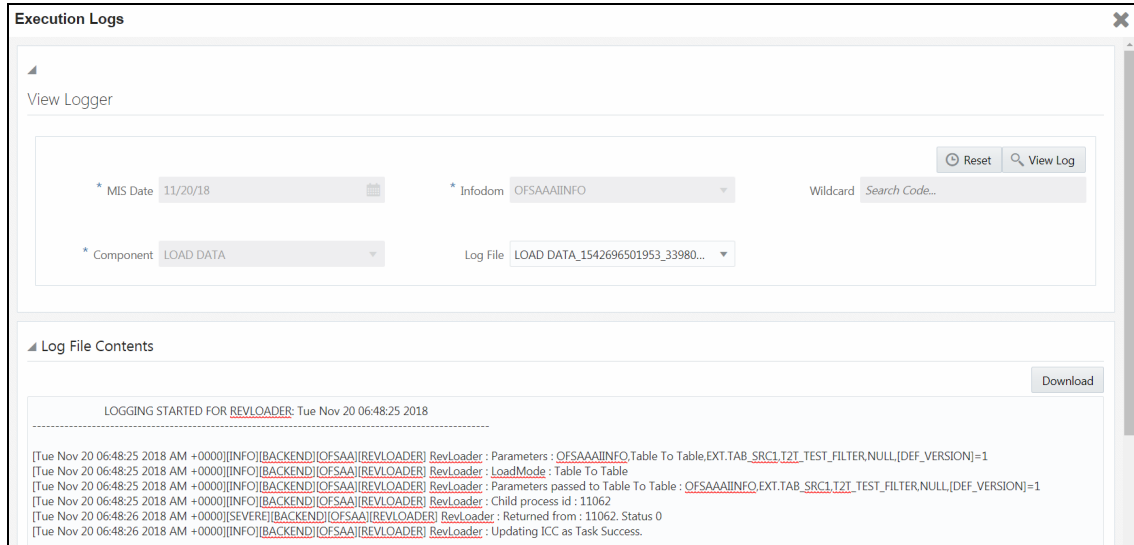 Execution Logs
View Logger
Reset View Log
* MIS Date 11/20/18 * Infodom OFSAAAIINFO Wildcard Search Code...
* Component LOAD DATA Log File LOAD DATA_1542696501953_33980...
Log File Contents
Download
LOGGING STARTED FOR REVLOADER: Tue Nov 20 06:48:25 2018
----------------------------------------------------------------------------------------------------
[Tue Nov 20 06:48:25 2018 AM +0000][INFO][BACKEND][OFSAA][REVLOADER] RevLoader : Parameters : OFSAAAIINFO,Table To Table,EXT.TAB_SRC1,T2T_TEST_FILTER,NULL,[DEF_VERSION]=1
[Tue Nov 20 06:48:25 2018 AM +0000][INFO][BACKEND][OFSAA][REVLOADER] RevLoader : LoadMode : Table To Table
[Tue Nov 20 06:48:25 2018 AM +0000][INFO][BACKEND][OFSAA][REVLOADER] RevLoader : Parameters passed to Table To Table : OFSAAAIINFO,EXT.TAB_SRC1,T2T_TEST_FILTER,NULL,[DEF_VERSION]=1
[Tue Nov 20 06:48:25 2018 AM +0000][INFO][BACKEND][OFSAA][REVLOADER] RevLoader : Child process id : 11062
[Tue Nov 20 06:48:26 2018 AM +0000][SEVERE][BACKEND][OFSAA][REVLOADER] RevLoader : Returned from : 11062. Status 0
[Tue Nov 20 06:48:26 2018 AM +0000][INFO][BACKEND][OFSAA][REVLOADER] RevLoader : Updating ICC as Task Success.